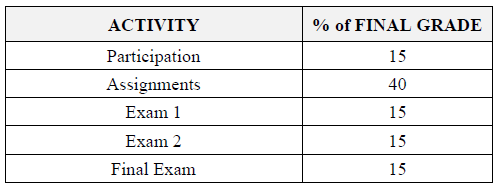 ACTIVITY % of FINAL GRADE
Participation 15
Assignments 40
Exam 1 15
Exam 2 15
Final Exam 15